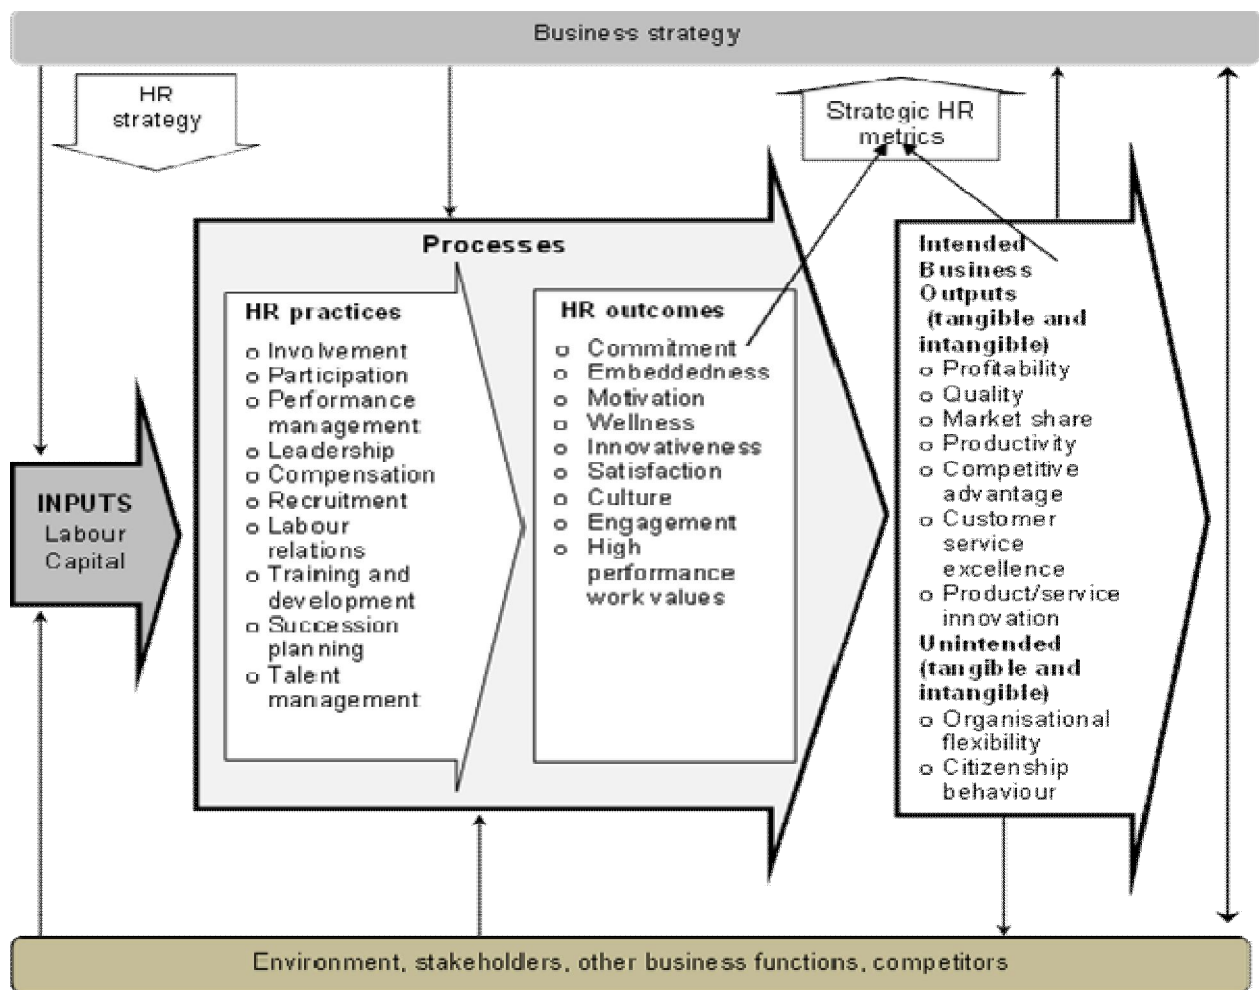 Business strategy
HR
strategy
Strategic HR
metrics
Processes
HR practices
o Involvement
o Participation
o Performance
management
o Leadership
o Compensation
o Recruitment
o Labour
relations
o Training and
development
o Succession
planning
o Talent
management
HR outcomes
o Commitment
o Embeddedness
o Motivation
o Wellness
o Innovativeness
o Satisfaction
o Culture
o Engagement
o High
performance
work values
INPUTS
Labour
Capital
Intended
Business
Outputs
(tangible and
intangible)
o Profitability
o Quality
o Market share
o Productivity
o Competitive
advantage
o Customer
service
excellence
o Product/service
innovation
Unintended
(tangible and
intangible)
o Organisational
flexibility
o Citizenship
behaviour
Environment, stakeholders, other business functions, competitors